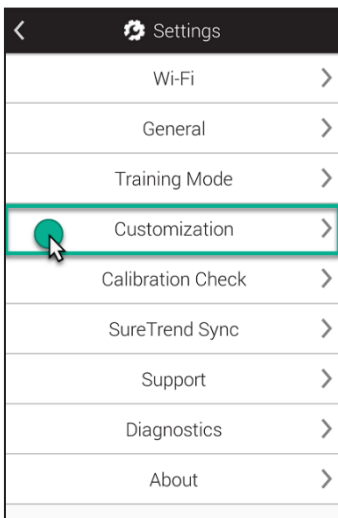 Settings
Wi-Fi
General
Training Mode
Customization
Calibration Check
SureTrend Sync
Support
Diagnostics
About